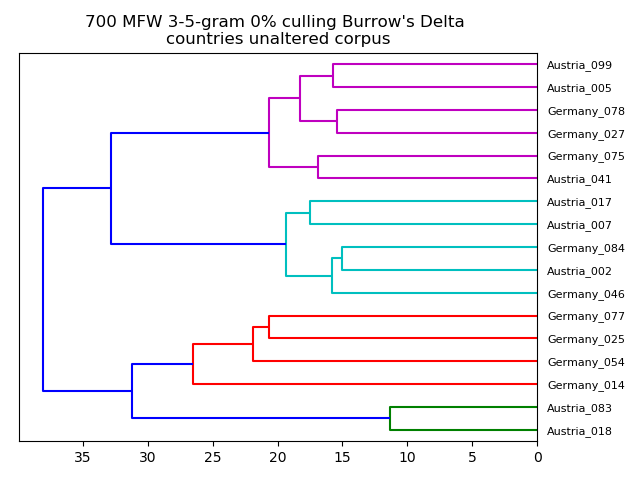 700 MFW 3-5-gram 0% culling Burrow's Delta
countries unaltered corpus
Austria_099
Austria_005
Germany_078
Germany_027
Germany_075
Austria_041
Austria_017
Austria_007
Germany_084
Austria_002
Germany_046
Germany_077
Germany_025
Germany_054
Germany_014
Austria_083
Austria_018
35 30 25 20 15 10 5 0